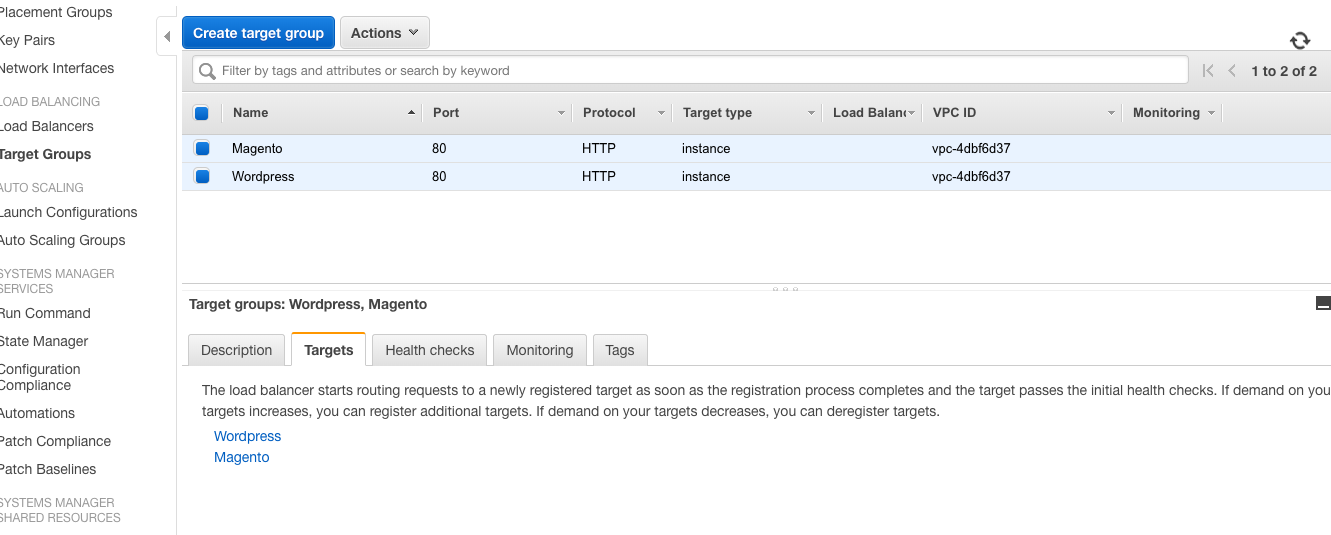 Placement Groups
Key Pairs
Network Interfaces
LOAD BALANCING
Load Balancers
Target Groups
AUTO SCALING
Launch Configurations
Auto Scaling Groups
SYSTEMS MANAGER
SERVICES
Run Command
State Manager
Configuration
Compliance
Automations
Patch Compliance
Patch Baselines
SYSTEMS MANAGER
SHARED RESOURCES
Create target group Actions
Filter by tags and attributes or search by keyword 1 to 2 of 2
Name Port Protocol Target type Load Balanc VPC ID Monitoring
Magento 80 HTTP instance vpc-4dbf6d37
Wordpress 80 HTTP instance vpc-4dbf6d37
Target groups: Wordpress, Magento
Description Targets Health checks Monitoring Tags
The load balancer starts routing requests to a newly registered target as soon as the registration process completes and the target passes the initial health checks. If demand on you
targets increases, you can register additional targets. If demand on your targets decreases, you can deregister targets.
Wordpress
Magento